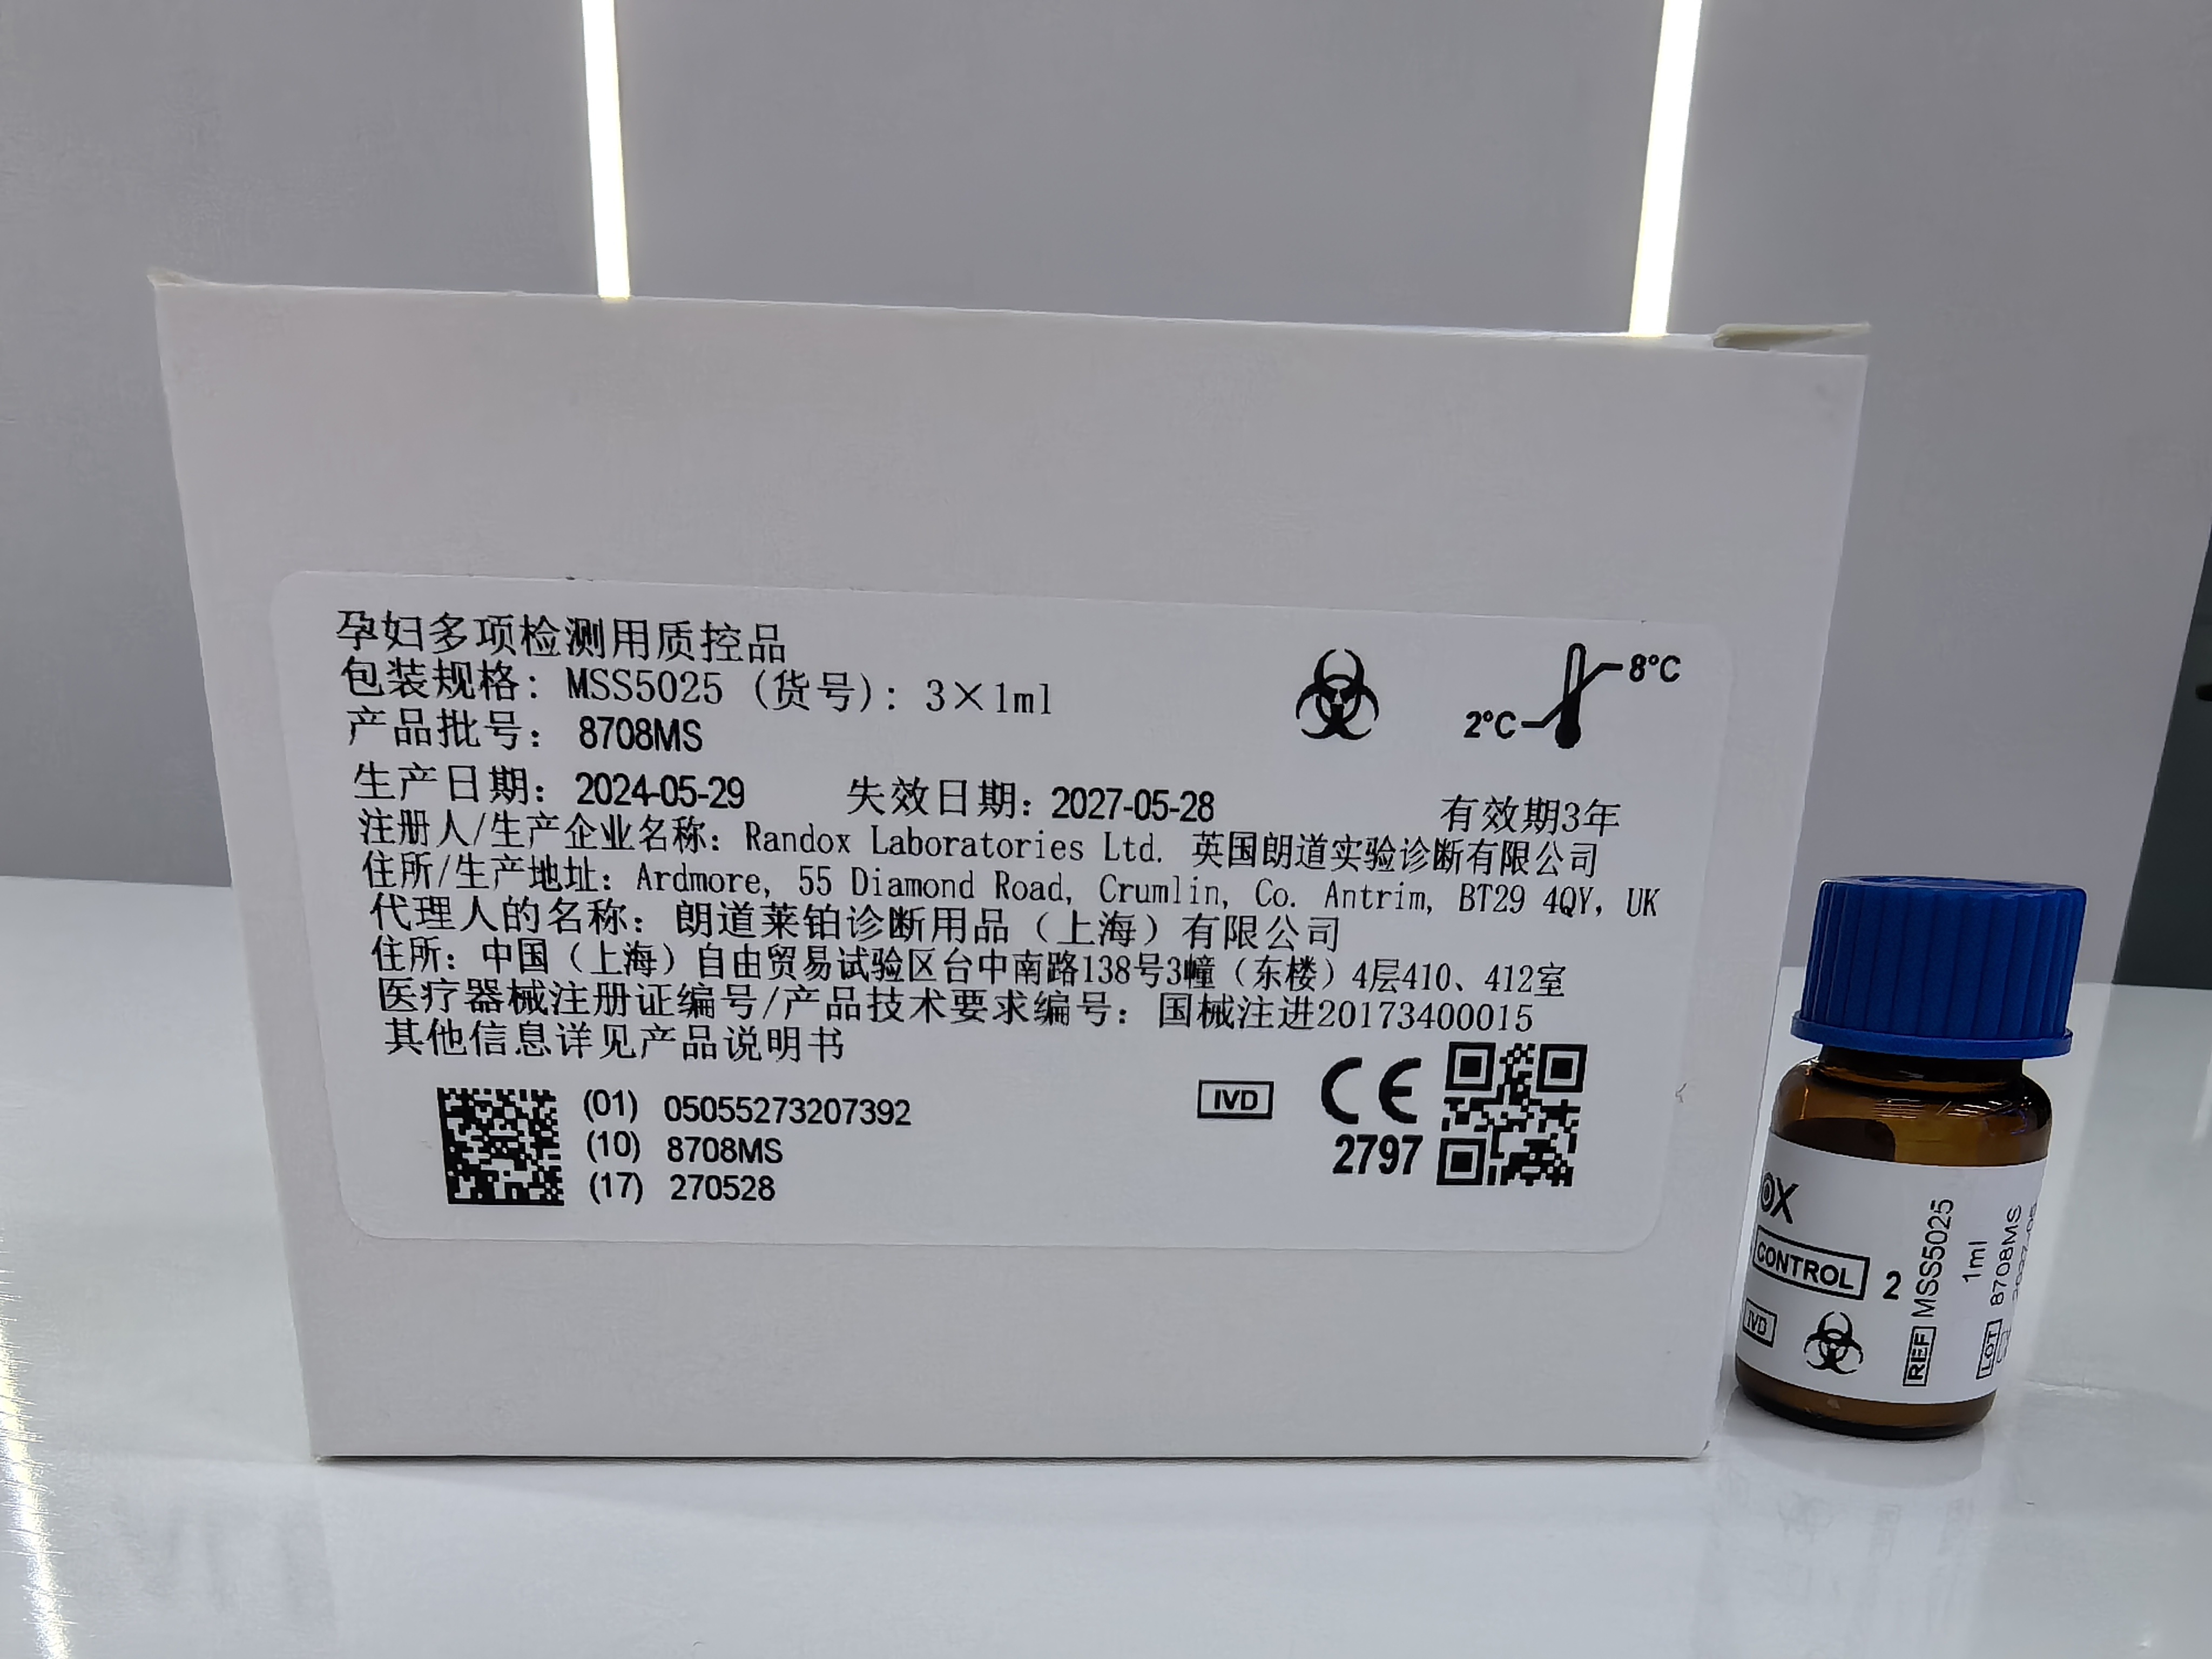 孕妇多项检测用质控品
包装规格：MSS5025（货号）：3×1ml
产品批号：8708MS
8°C
2°C
生产日期：2024-05-29 失效日期：2027-05-28 有效期3年
注册人/生产企业名称：Randox Laboratories Ltd. 英国朗道实验诊断有限公司
住所/生产地址：Ardmore, 55 Diamond Road, Crumlin, Co. Antrim, BT29 4QY, UK
代理人的名称：朗道莱铂诊断用品（上海）有限公司
住所：中国（上海）自由贸易试验区台中南路138号3幢（东楼）4层410、412室
医疗器械注册证编号/产品技术要求编号：国械注进20173400015
其他信息详见产品说明书
(01) 05055273207392
(10) 8708MS
(17) 270528
IVD
CE
2797
OX
CONTROL 2
IVD
REF MSS5025
1ml
LOT 8708MS